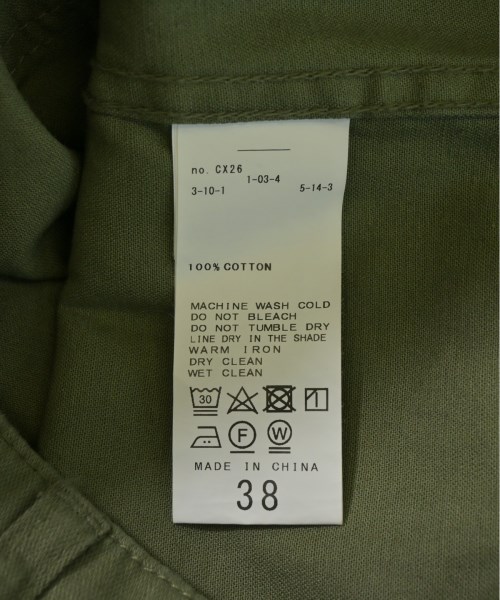 no. CX26
1-03-4
3-10-1 5-14-3
100% COTTON
MACHINE WASH COLD
DO NOT BLEACH
DO NOT TUMBLE DRY
LINE DRY IN THE SHADE
WARM IRON
DRY CLEAN
WET CLEAN
30
F W
MADE IN CHINA
38